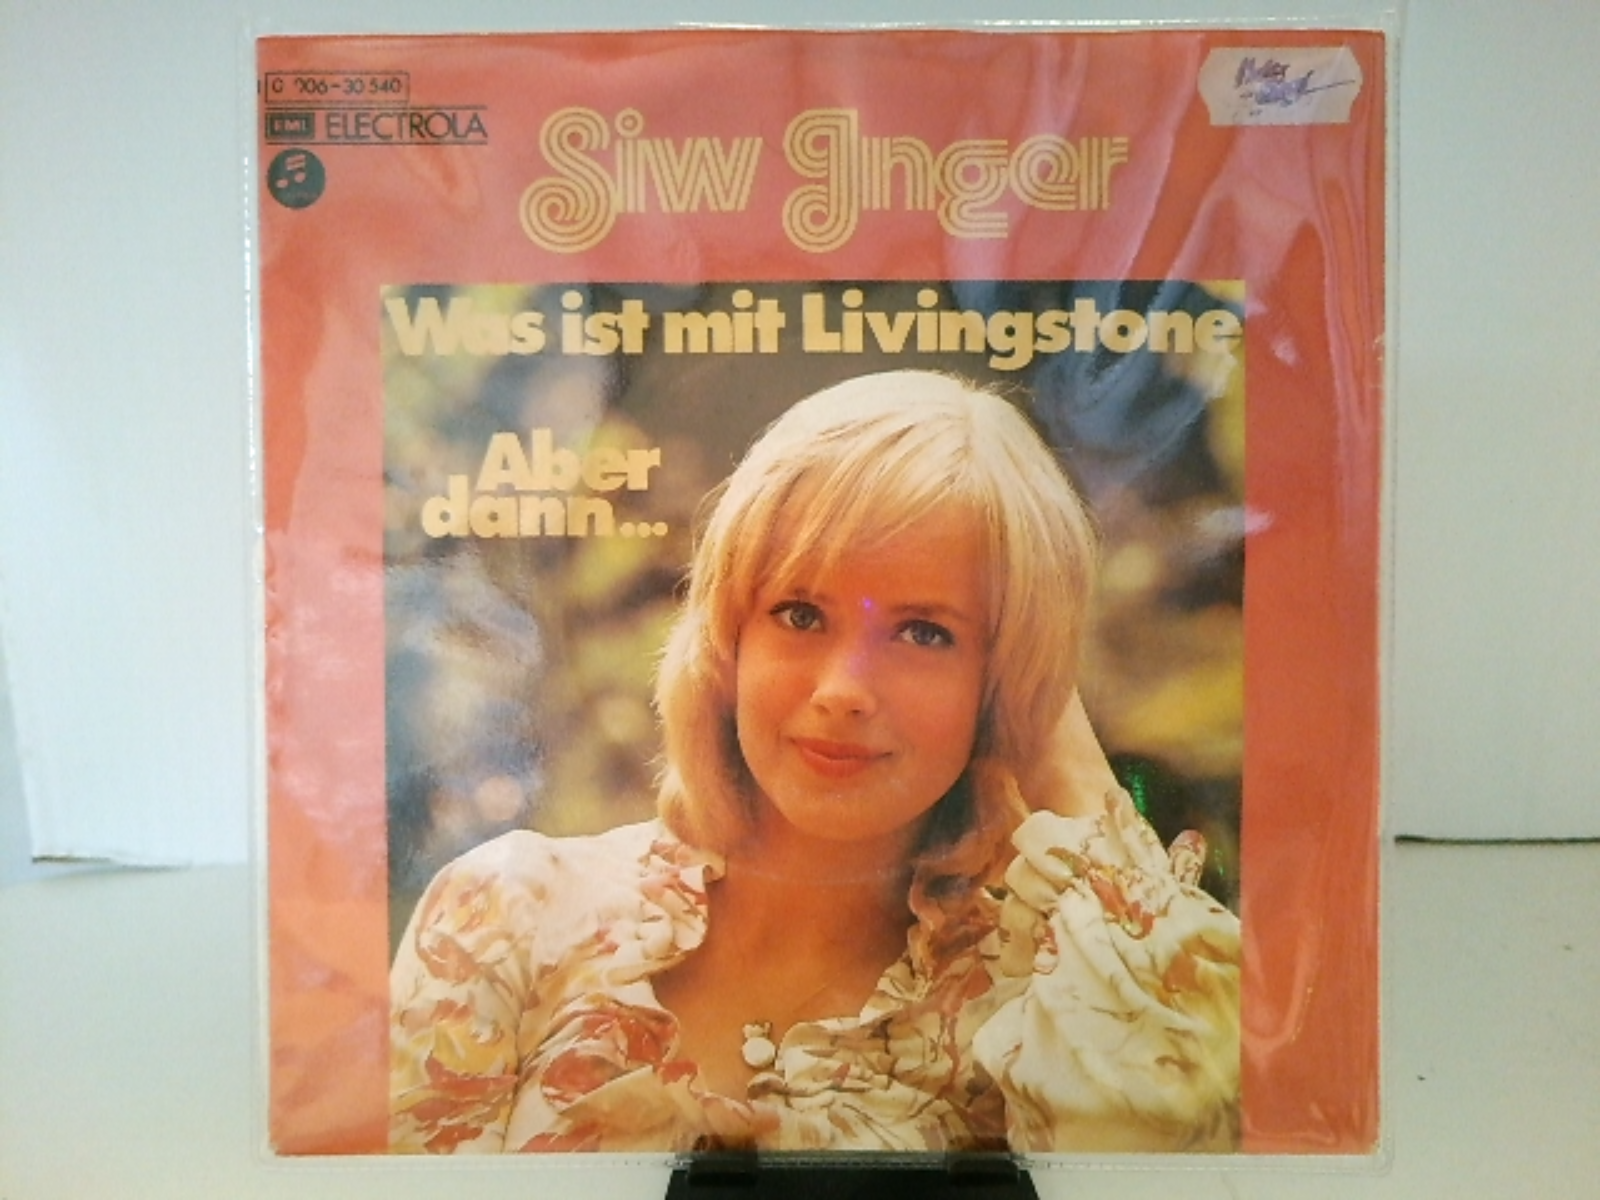 C 006-30 540
EMI ELECTROLA
Siw Inger
Was ist mit Livingstone
Aber
dann...